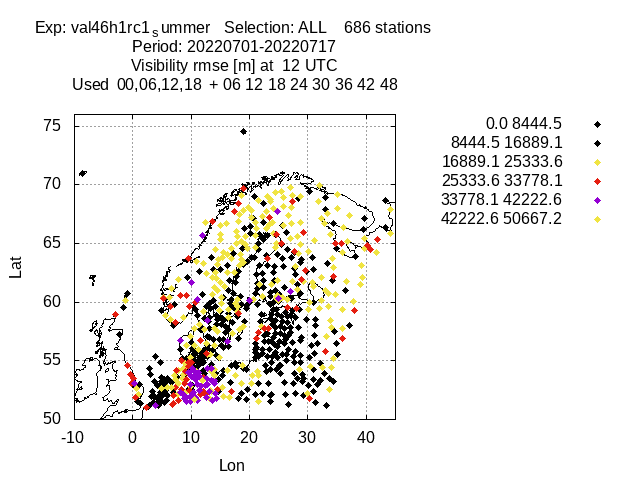 Exp: val46h1rc1summer Selection: ALL 686 stations
Period: 20220701-20220717
Visibility rmse [m] at 12 UTC
Used 00,06,12,18 + 06 12 18 24 30 36 42 48
0.0 8444.5
8444.5 16889.1
16889.1 25333.6
25333.6 33778.1
33778.1 42222.6
42222.6 50667.2
75
70
65
60
55
50
Lat
-10 0 10 20 30 40
Lon